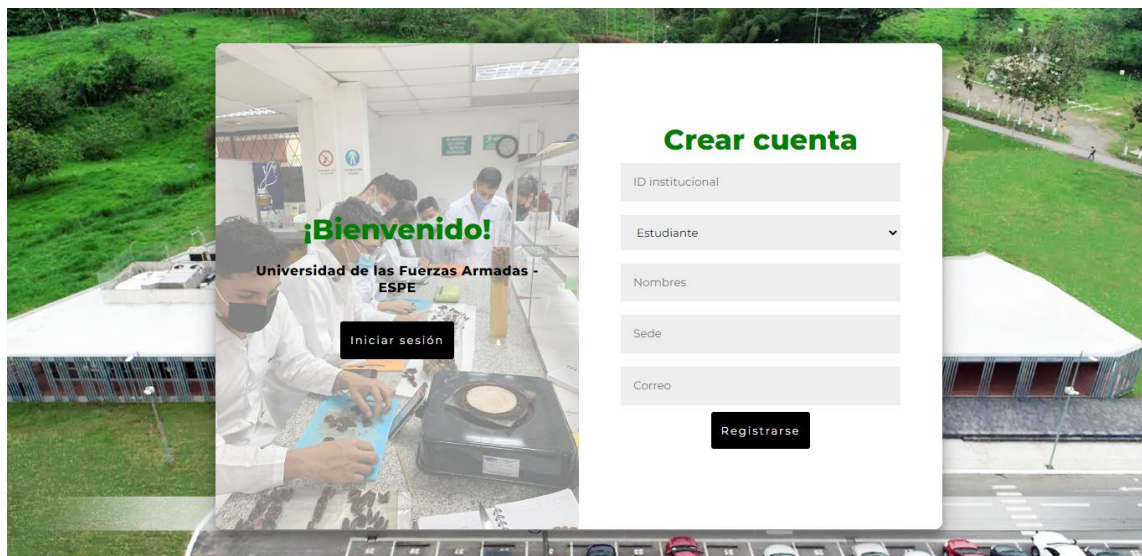 ¡Bienvenido!
Universidad de las Fuerzas Armadas -
ESPE
Iniciar sesión
Crear cuenta
ID institucional
Estudiante
Nombres
Sede
Correo
Registrarse